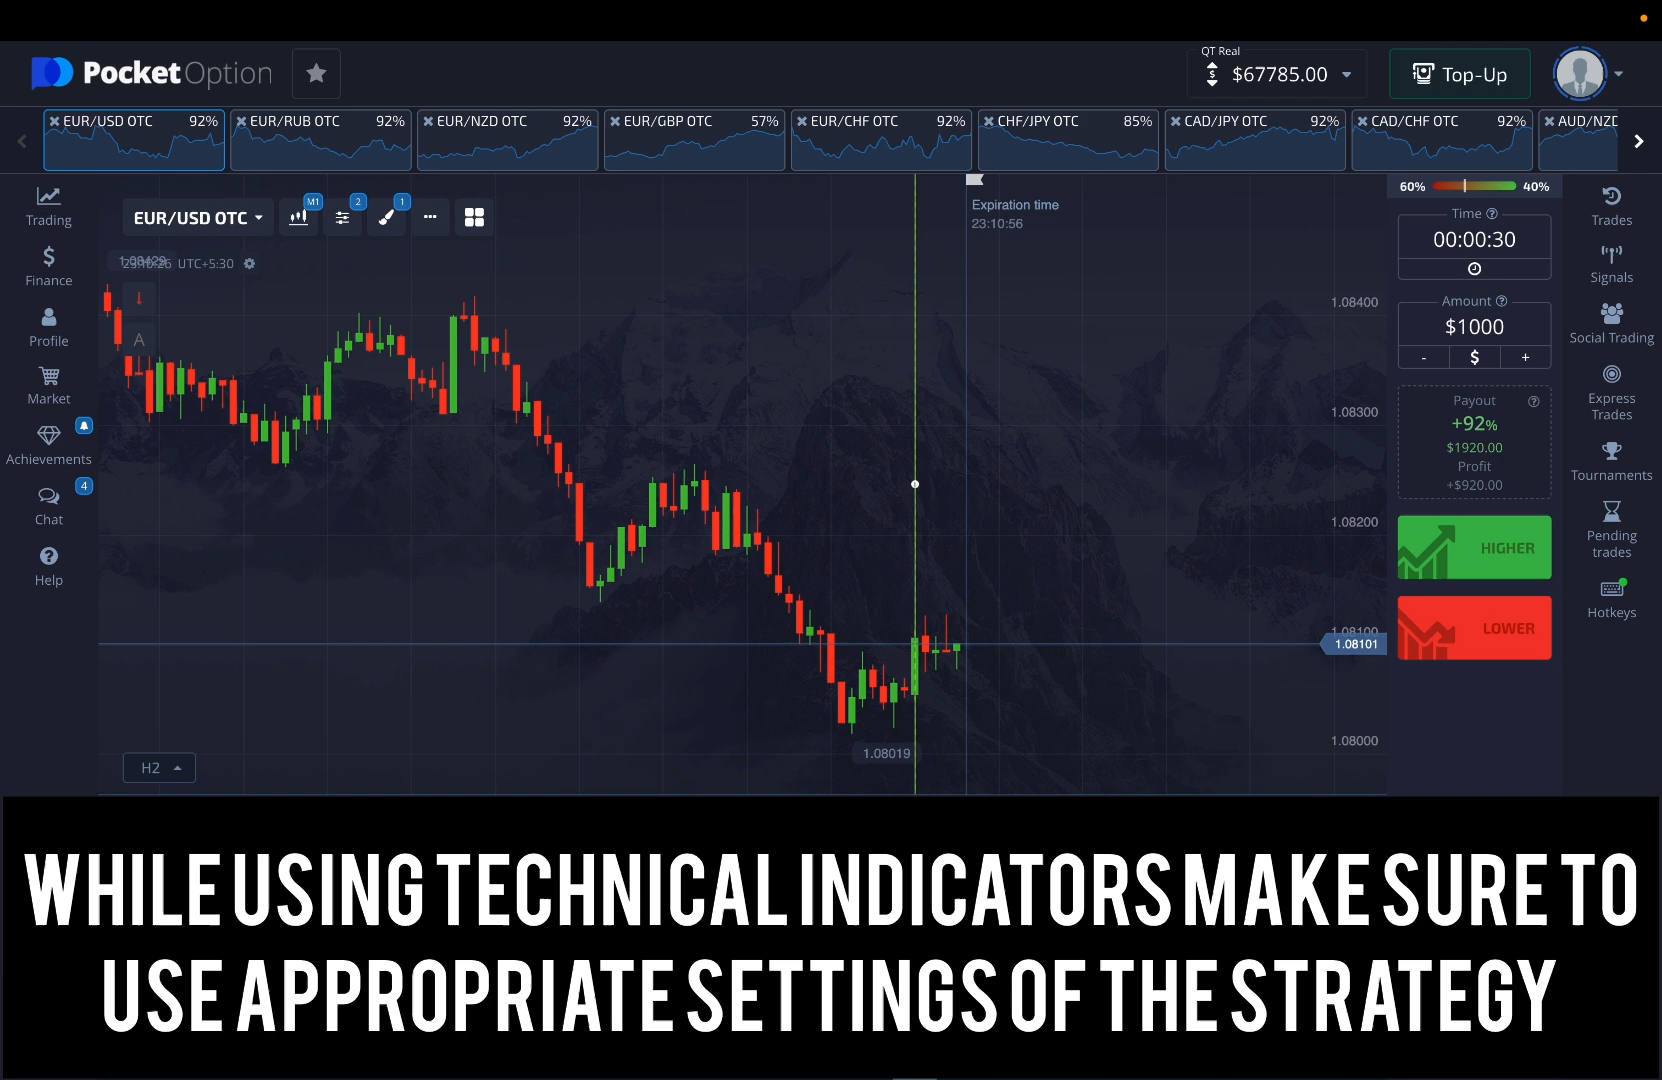 PocketOption
QT Real
$67785.00
Top-Up
EUR/USD OTC 92%
EUR/RUB OTC 92%
EUR/NZD OTC 92%
EUR/GBP OTC 57%
EUR/CHF OTC 92%
CHF/JPY OTC 85%
CAD/JPY OTC 92%
CAD/CHF OTC 92%
AUD/NZD
Trading
Finance
Profile
Market
Achievements
4
Chat
Help
EUR/USD OTC
M1
2
1
UTC+5:30
A
Expiration time
23:10:56
1.08400
1.08300
1.08200
1.08100
1.08101
1.08000
1.08019
H2
60% 40%
Time
00:00:30
Amount
$1000
- $ +
Payout
+92%
$1920.00
Profit
+$920.00
HIGHER
LOWER
Trades
Signals
Social Trading
Express
Trades
Tournaments
Pending
trades
Hotkeys
WHILE USING TECHNICAL INDICATORS MAKE SURE TO
USE APPROPRIATE SETTINGS OF THE STRATEGY